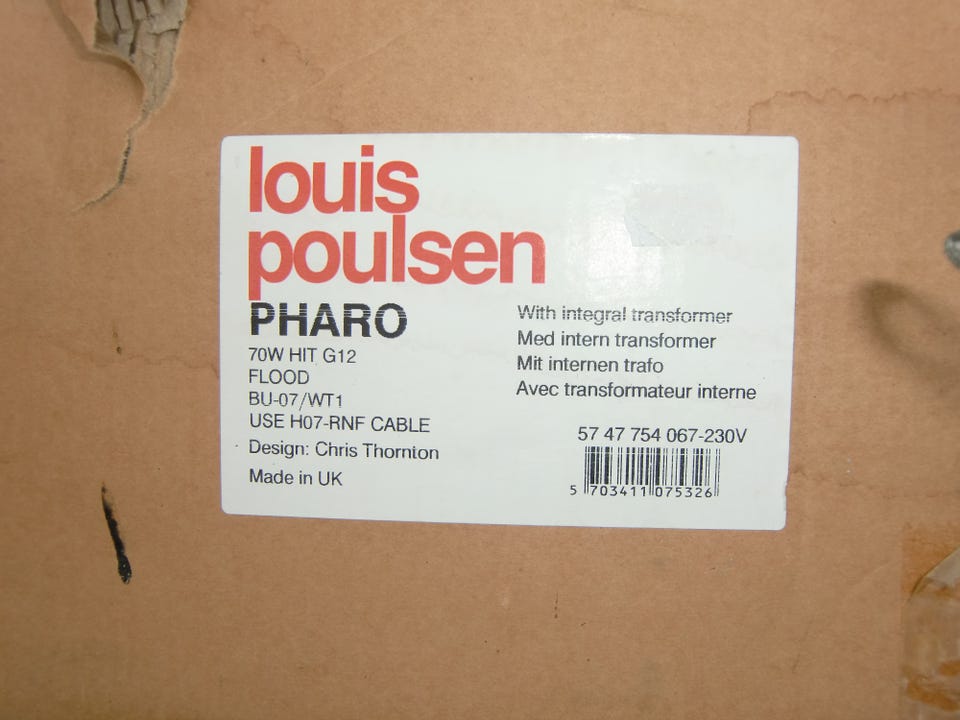 louis
poulsen
PHARO
70W HIT G12
FLOOD
BU-07/WT1
USE H07-RNF CABLE
Design: Chris Thornton
Made in UK
With integral transformer
Med intern transformer
Mit internen trafo
Avec transformateur interne
57 47 754 067-230V
5 703411 075326